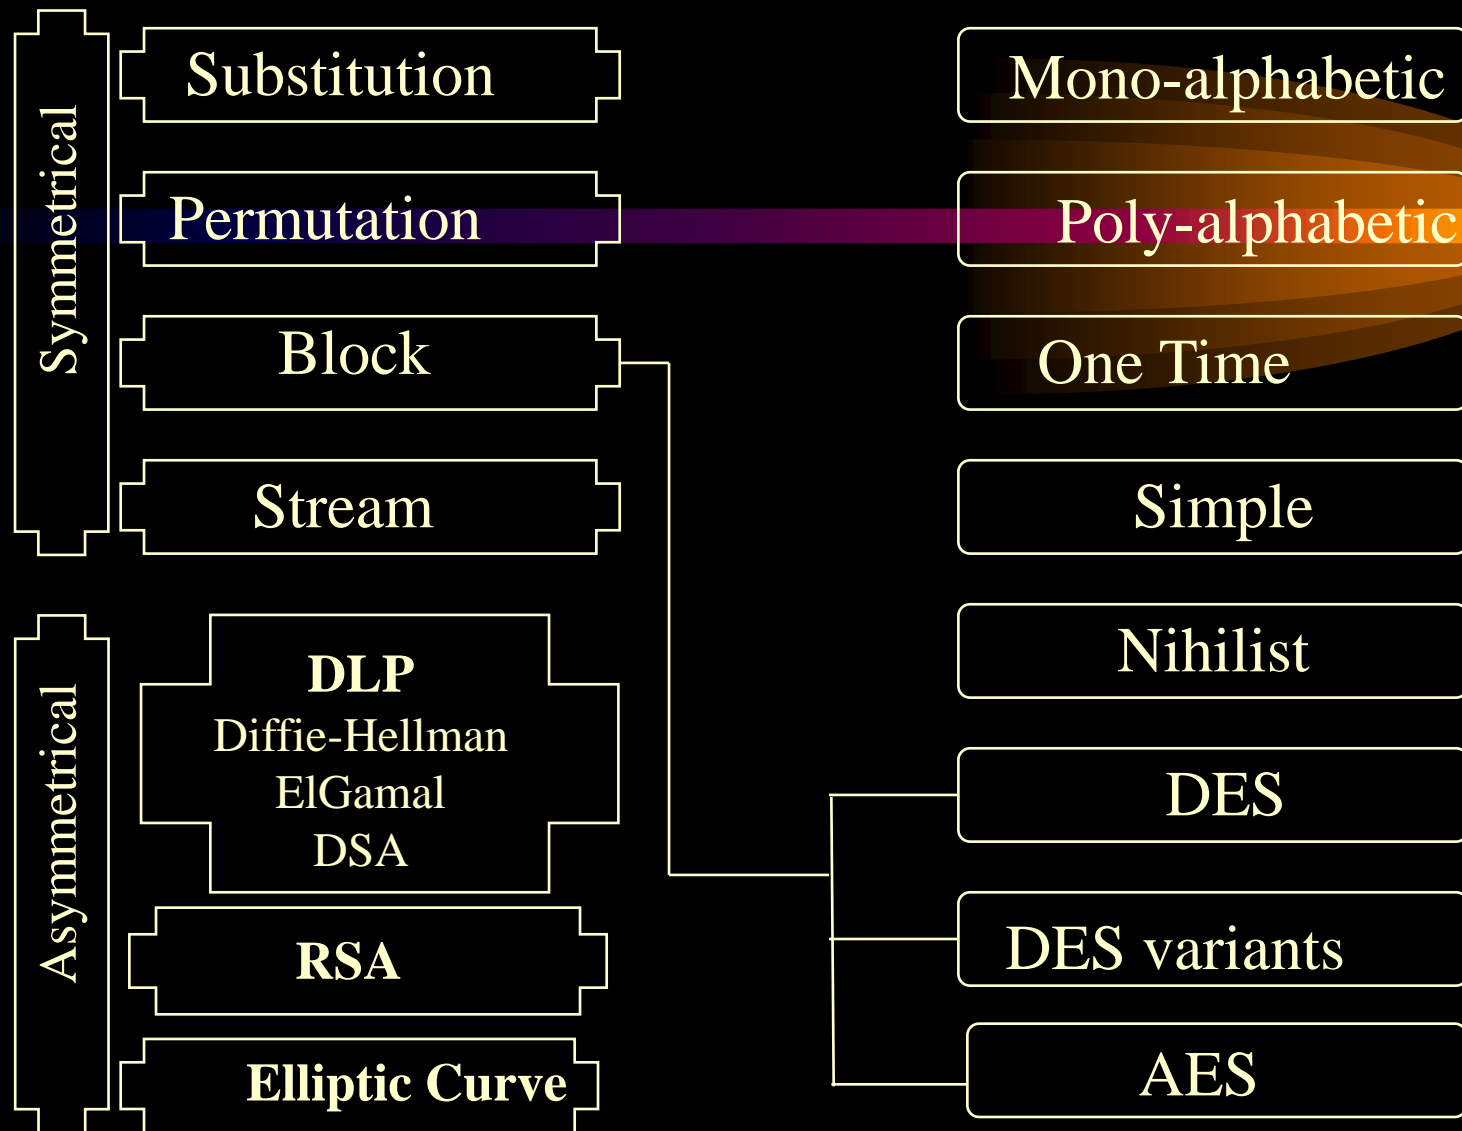 Symmetrical
Substitution
Permutation
Block
Stream
Asymmetrical
DLP
Diffie-Hellman
ElGamal
DSA
RSA
Elliptic Curve
Mono-alphabetic
Poly-alphabetic
One Time
Simple
Nihilist
DES
DES variants
AES